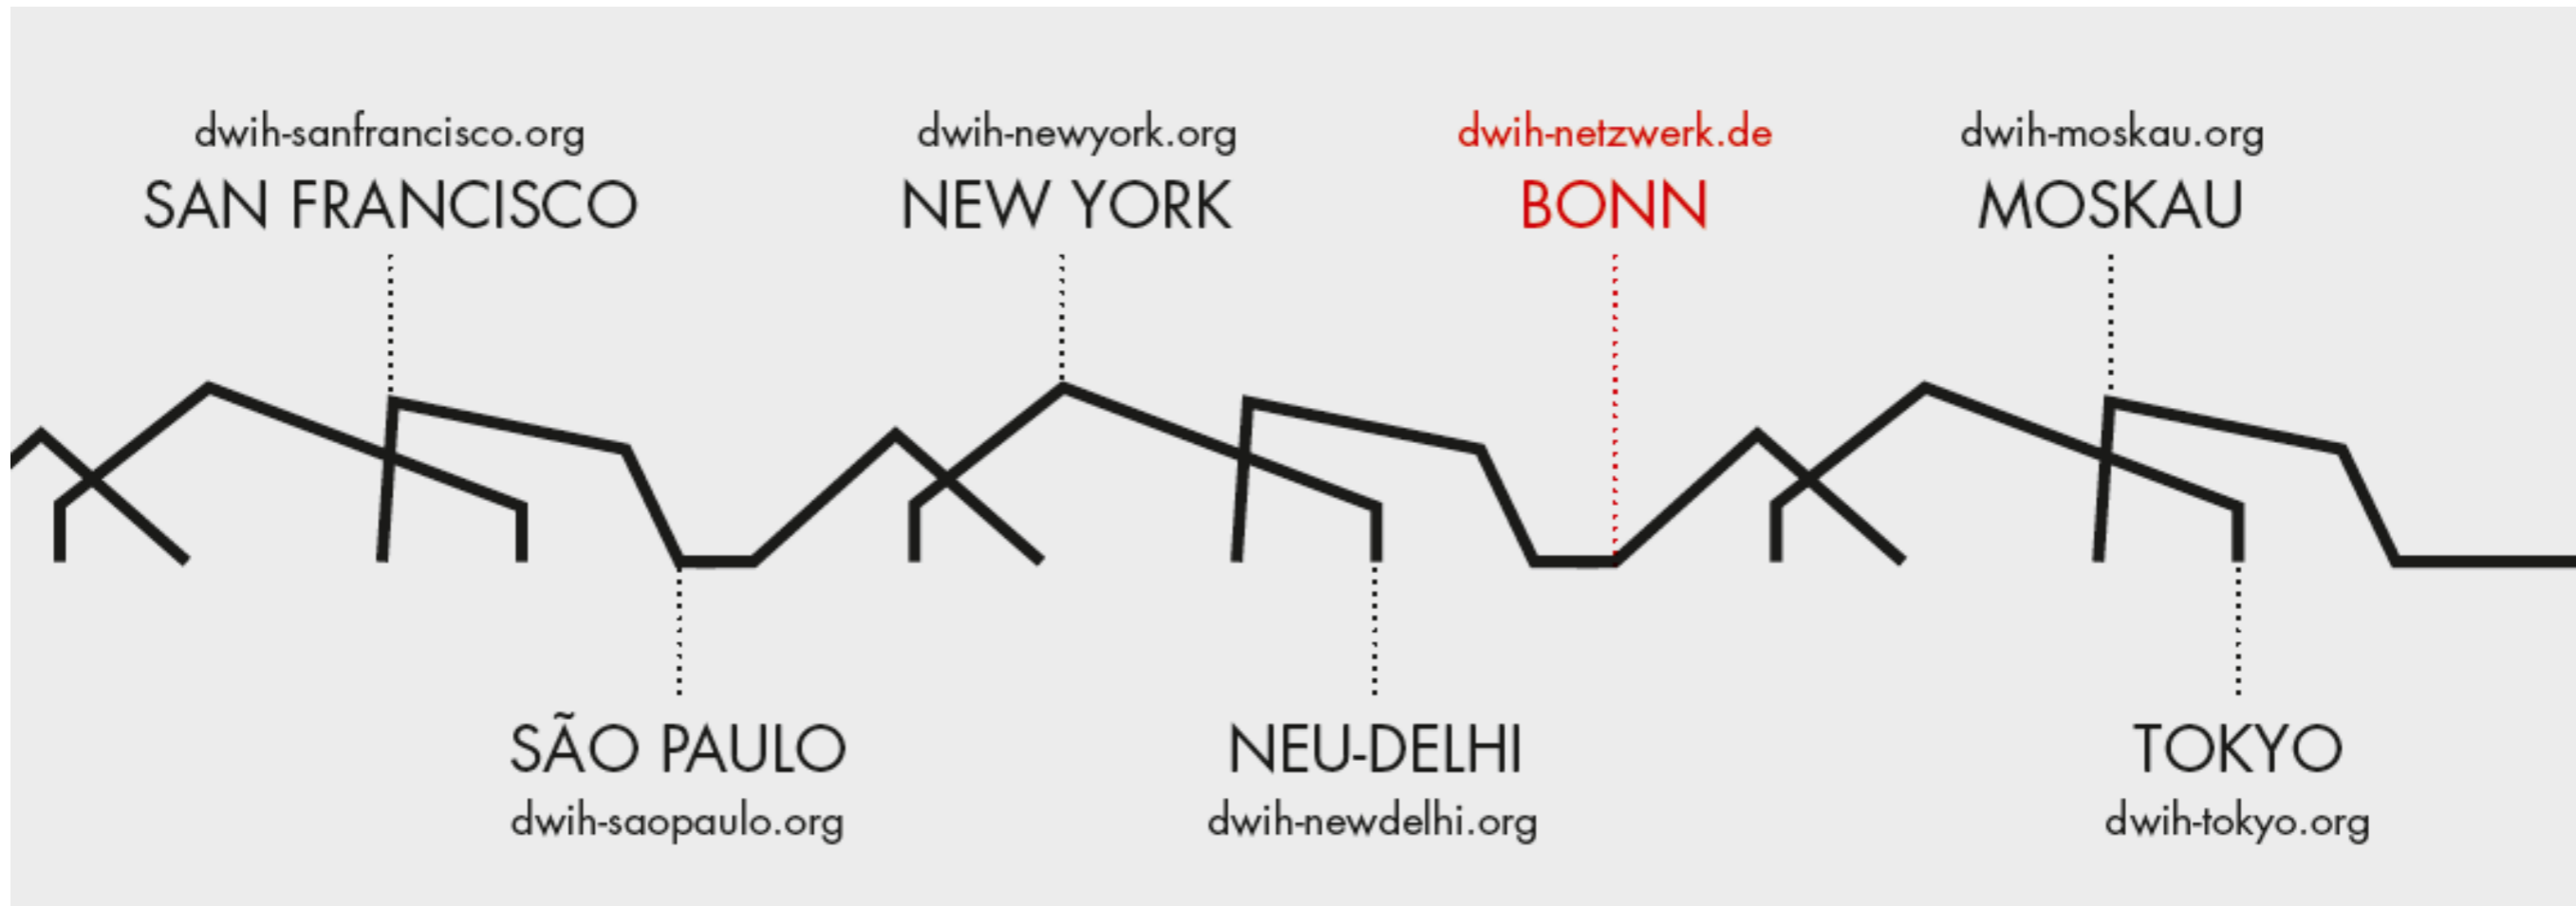 dwih-sanfrancisco.org
SAN FRANCISCO
dwih-newyork.org
NEW YORK
dwih-netzwerk.de
BONN
dwih-moskau.org
MOSKAU
SÃO PAULO
dwih-saopaulo.org
NEU-DELHI
dwih-newdelhi.org
TOKYO
dwih-tokyo.org